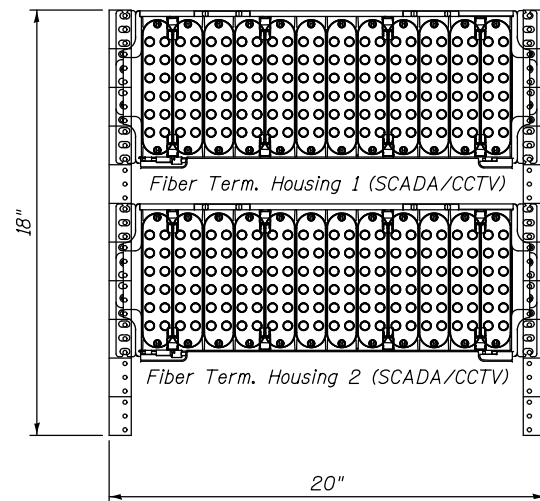 Fiber Term. Housing 1 (SCADA/CCTV)
18"
Fiber Term. Housing 2 (SCADA/CCTV)
20"